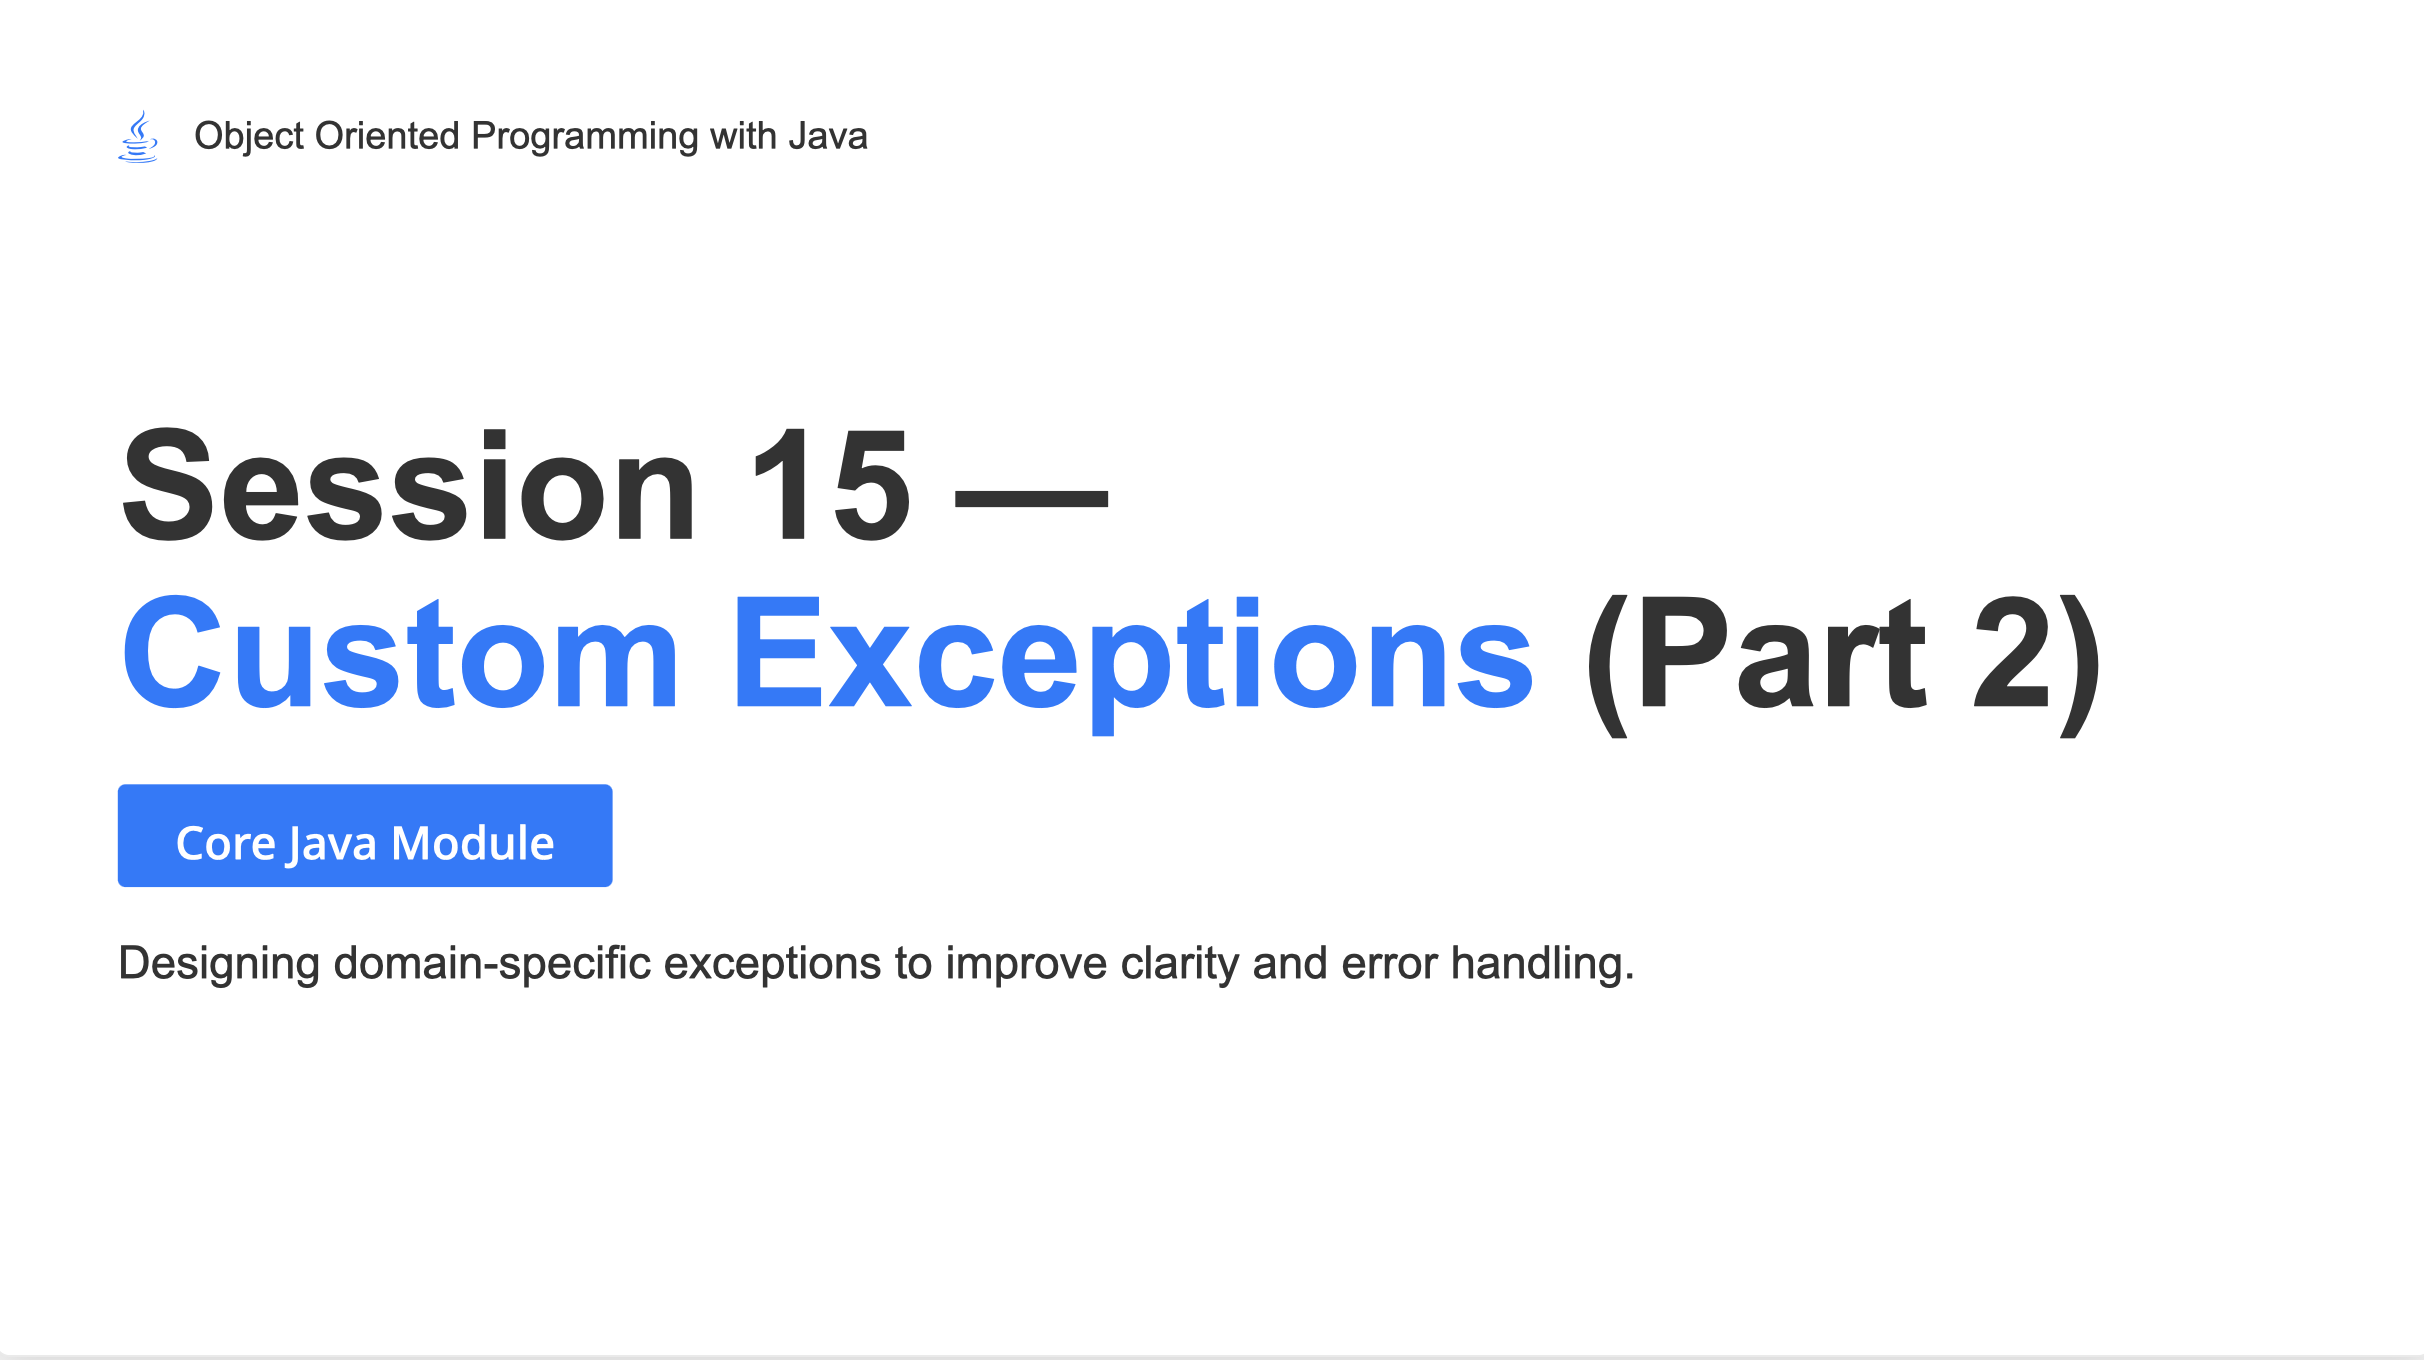 Object Oriented Programming with Java
Session 15 —
Custom Exceptions (Part 2)
Core Java Module
Designing domain-specific exceptions to improve clarity and error handling.